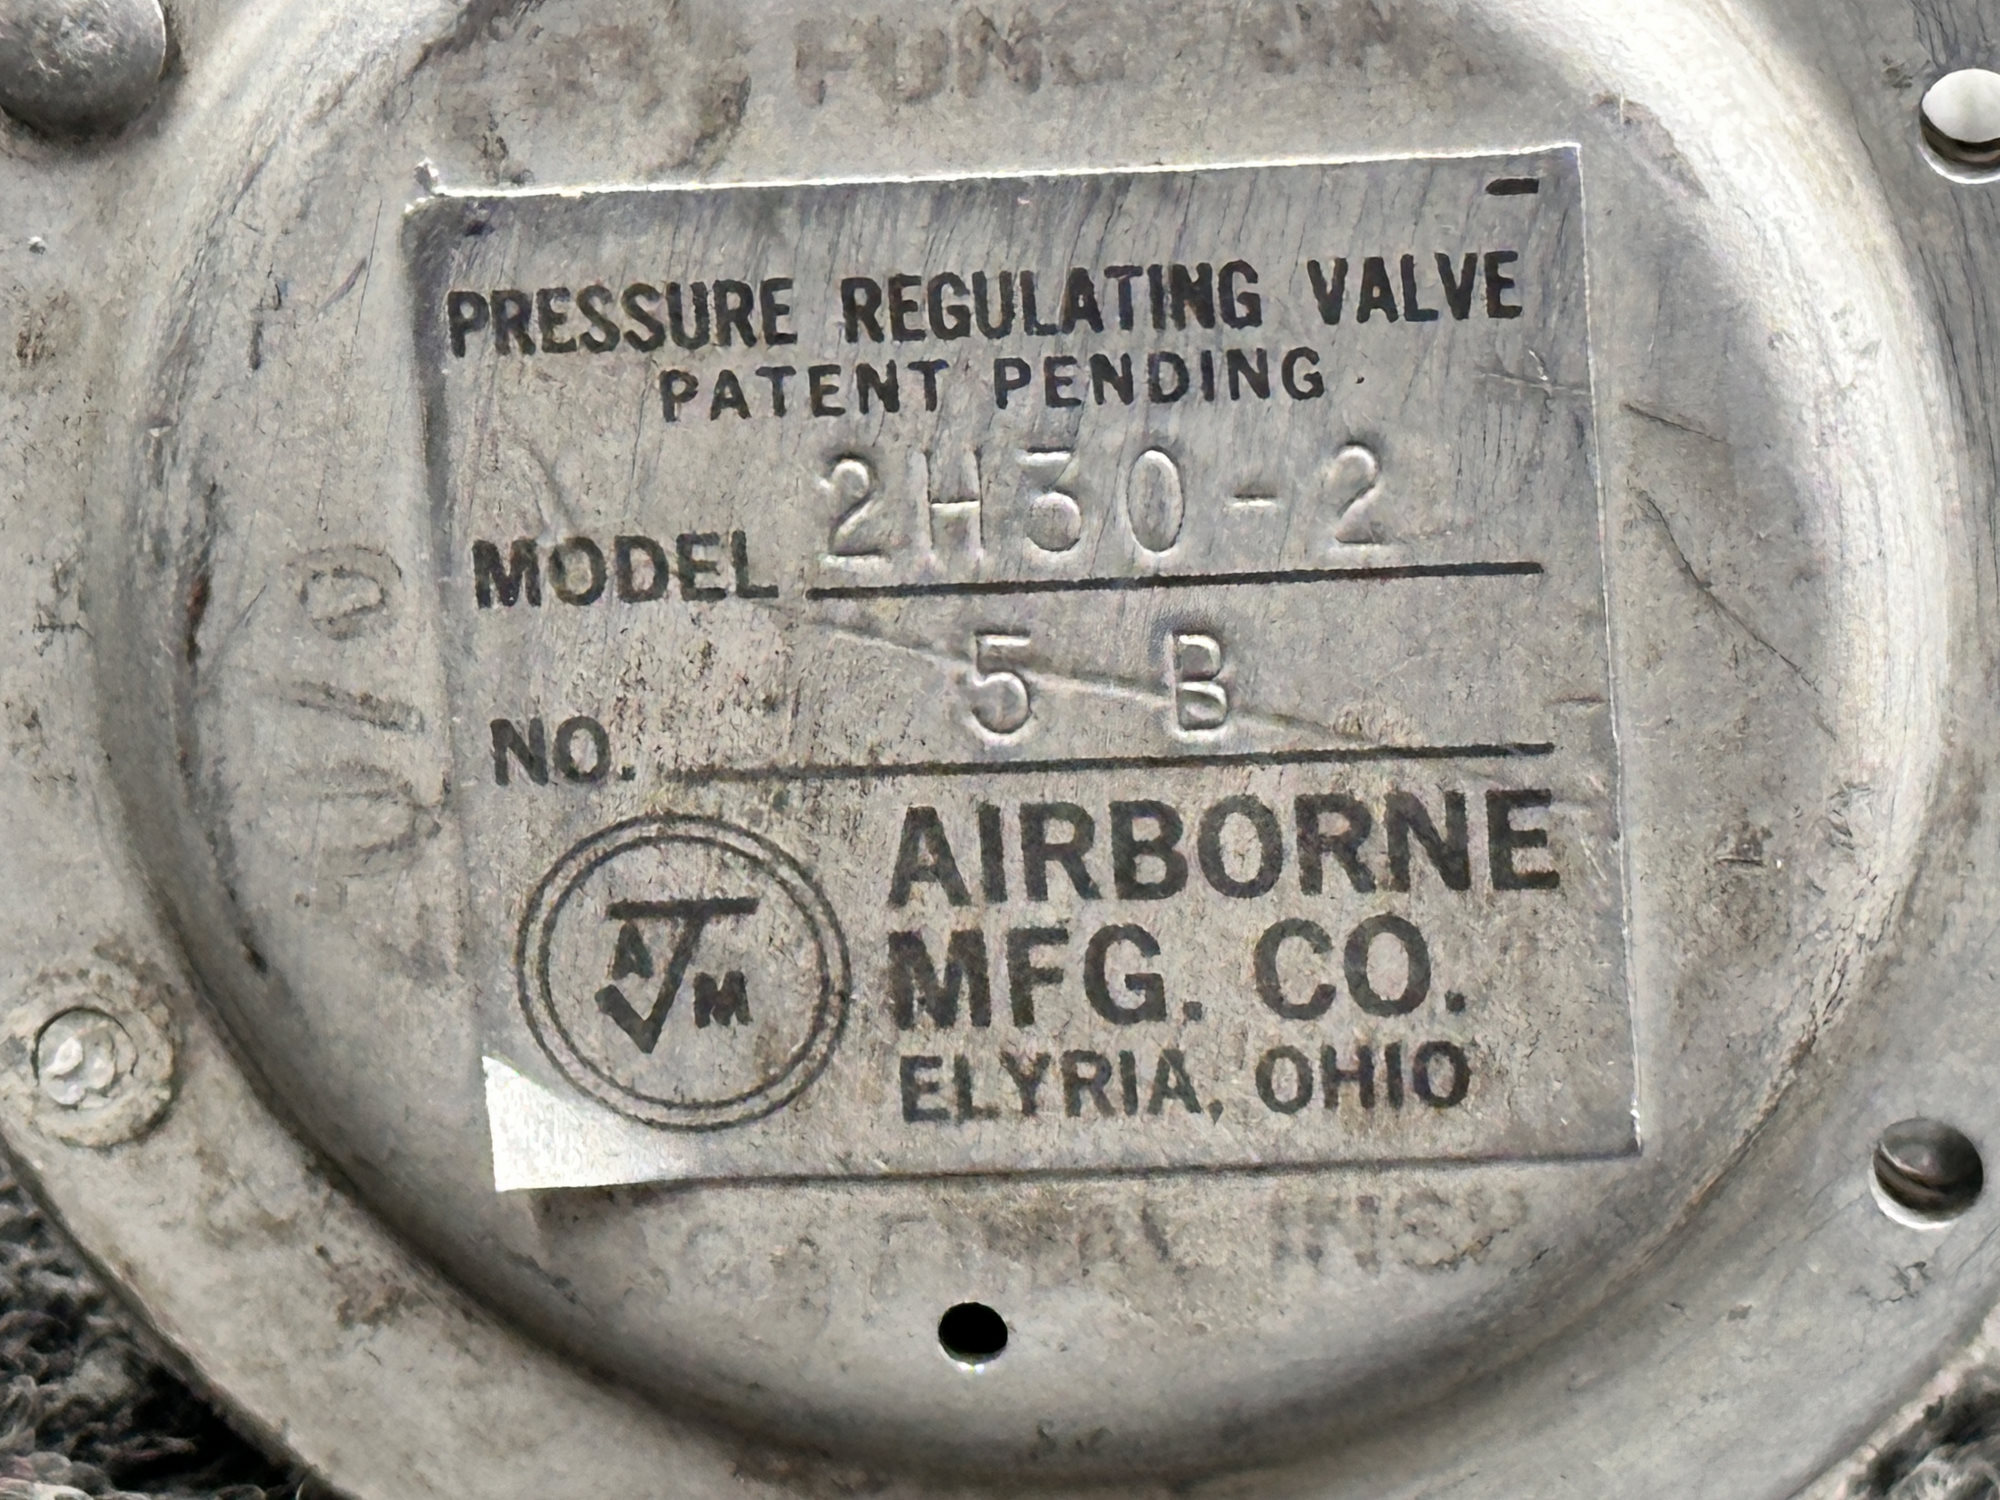 PRESSURE REGULATING VALVE
PATENT PENDING
MODEL 2H30-2
NO. 5 B
A J M
AIRBORNE
MFG. CO.
ELYRIA, OHIO